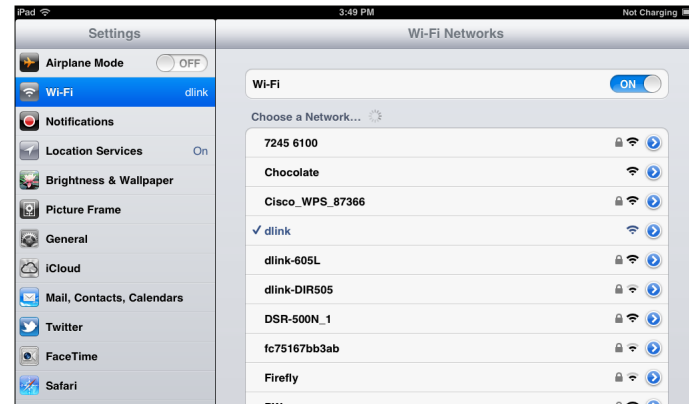 iPad 3:49 PM Not Charging
Settings
Airplane Mode OFF
Wi-Fi dlink
Notifications
Location Services On
Brightness & Wallpaper
Picture Frame
General
iCloud
Mail, Contacts, Calendars
Twitter
FaceTime
Safari
Wi-Fi Networks
Wi-Fi ON
Choose a Network...
7245 6100
Chocolate
Cisco_WPS_87366
dlink
dlink-605L
dlink-DIR505
DSR-500N_1
fc75167bb3ab
Firefly